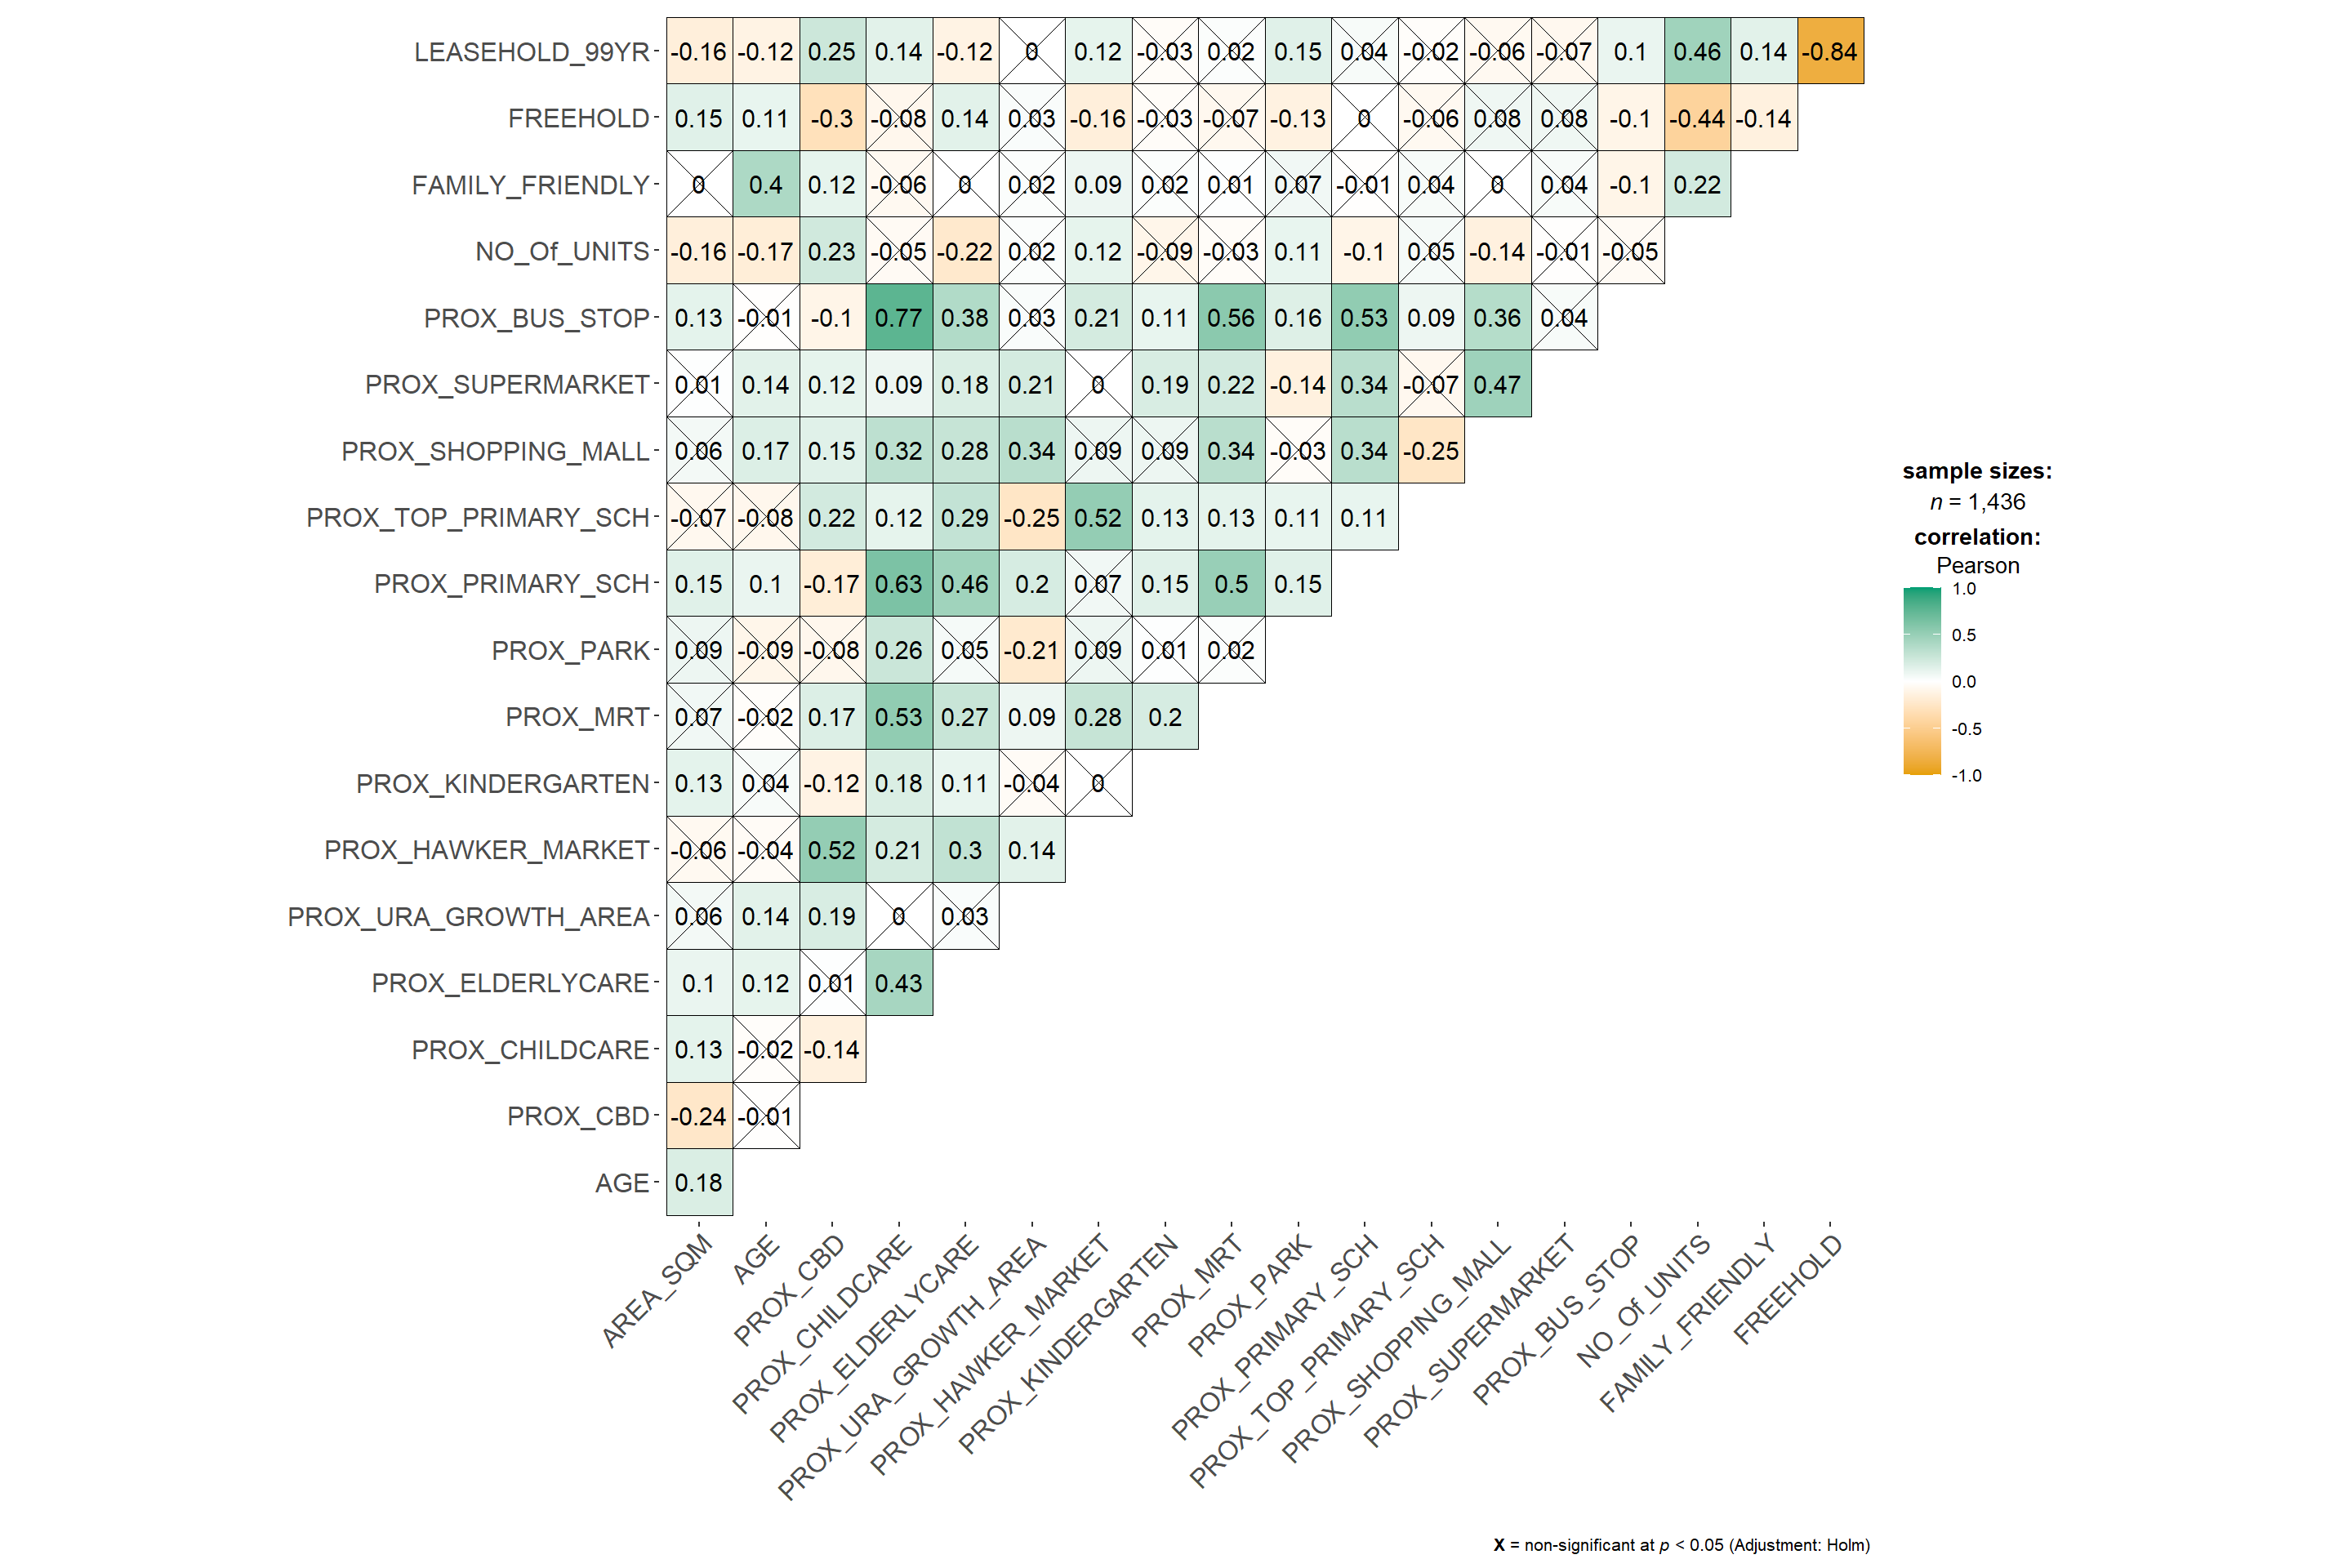 LEASEHOLD_99YR -0.16 -0.12 0.25 0.14 -0.12 0 0.12 -0.03 0.02 0.15 0.04 -0.02 -0.06 -0.07 0.1 0.46 0.14 -0.84
FREEHOLD 0.15 0.11 -0.3 -0.08 0.14 0.03 -0.16 -0.03 -0.07 -0.13 0 -0.06 0.08 0.08 -0.1 -0.44 -0.14
FAMILY_FRIENDLY 0 0.4 0.12 -0.06 0 0.02 0.09 0.02 0.01 0.07 -0.01 0.04 0 0.04 -0.1 0.22
NO_Of_UNITS -0.16 -0.17 0.23 -0.05 -0.22 0.02 0.12 -0.09 -0.03 0.11 -0.1 0.05 -0.14 -0.01 -0.05
PROX_BUS_STOP 0.13 -0.01 -0.1 0.77 0.38 0.03 0.21 0.11 0.56 0.16 0.53 0.09 0.36 0.04
PROX_SUPERMARKET 0.01 0.14 0.12 0.09 0.18 0.21 0 0.19 0.22 -0.14 0.34 -0.07 0.47
PROX_SHOPPING_MALL 0.06 0.17 0.15 0.32 0.28 0.34 0.09 0.09 0.34 -0.03 0.34 -0.25
PROX_TOP_PRIMARY_SCH -0.07 -0.08 0.22 0.12 0.29 -0.25 0.52 0.13 0.13 0.11 0.11
PROX_PRIMARY_SCH 0.15 0.1 -0.17 0.63 0.46 0.2 0.07 0.15 0.5 0.15
PROX_PARK 0.09 -0.09 -0.08 0.26 0.05 -0.21 0.09 0.01 0.02
PROX_MRT 0.07 -0.02 0.17 0.53 0.27 0.09 0.28 0.2
PROX_KINDERGARTEN 0.13 0.04 -0.12 0.18 0.11 -0.04 0
PROX_HAWKER_MARKET -0.06 -0.04 0.52 0.21 0.3 0.14
PROX_URA_GROWTH_AREA 0.06 0.14 0.19 0 0.03
PROX_ELDERLYCARE 0.1 0.12 0.01 0.43
PROX_CHILDCARE 0.13 -0.02 -0.14
PROX_CBD -0.24 -0.01
AGE 0.18
AREA_SQM
AGE
PROX_CBD
PROX_CHILDCARE
PROX_ELDERLYCARE
PROX_URA_GROWTH_AREA
PROX_HAWKER_MARKET
PROX_KINDERGARTEN
PROX_MRT
PROX_PARK
PROX_PRIMARY_SCH
PROX_TOP_PRIMARY_SCH
PROX_SHOPPING_MALL
PROX_SUPERMARKET
PROX_BUS_STOP
NO_Of_UNITS
FAMILY_FRIENDLY
FREEHOLD
sample sizes:
n = 1,436
correlation:
Pearson
1.0
0.5
0.0
-0.5
-1.0
X = non-significant at p < 0.05 (Adjustment: Holm)